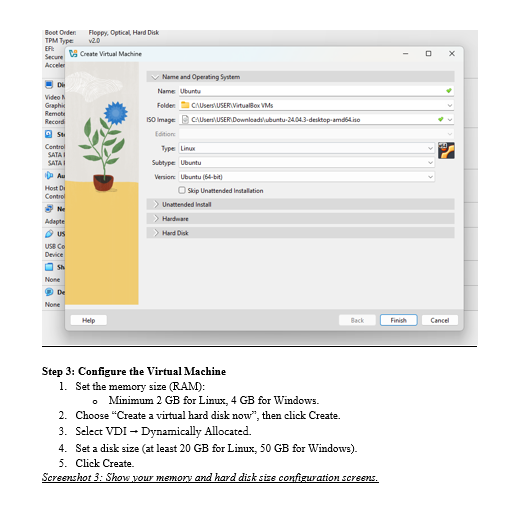 Boot Order: Floppy, Optical, Hard Disk
TPM Type: v2.0
EFI:
Secure
Acceler
Create Virtual Machine
Video M
Graphic
Remote
Record
Control
SATA
SATA
Host D
Control
Adapte
USB Co
Device
None
None
Name and Operating System
Name: Ubuntu
Folder: C:\Users\USER\VirtualBox VMs
ISO Image: C:\Users\USER\Downloads\ubuntu-24.04.3-desktop-amd64.iso
Edition:
Type: Linux
Subtype: Ubuntu
Version: Ubuntu (64-bit)
Skip Unattended Installation
Unattended Install
Hardware
Hard Disk
Help Back Finish Cancel
Step 3: Configure the Virtual Machine
1. Set the memory size (RAM):
o Minimum 2 GB for Linux, 4 GB for Windows.
2. Choose “Create a virtual hard disk now”, then click Create.
3. Select VDI → Dynamically Allocated.
4. Set a disk size (at least 20 GB for Linux, 50 GB for Windows).
5. Click Create.
Screenshot 3: Show your memory and hard disk size configuration screens.